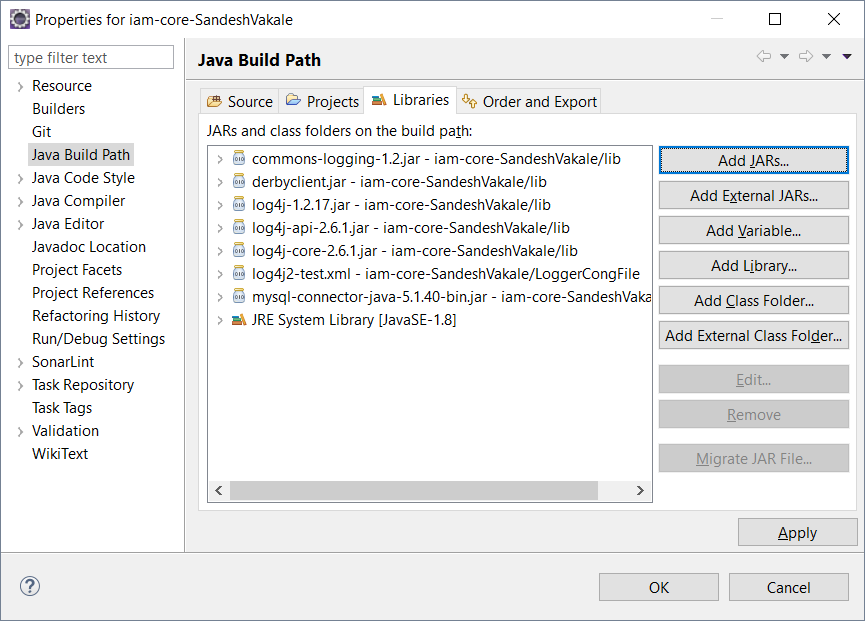 Properties for iam-core-SandeshVakale
type filter text
Resource
Builders
Git
Java Build Path
Java Code Style
Java Compiler
Java Editor
Javadoc Location
Project Facets
Project References
Refactoring History
Run/Debug Settings
SonarLint
Task Repository
Task Tags
Validation
WikiText
Java Build Path
Source Projects Libraries Order and Export
JARs and class folders on the build path:
commons-logging-1.2.jar - iam-core-SandeshVakale/lib
derbyclient.jar - iam-core-SandeshVakale/lib
log4j-1.2.17.jar - iam-core-SandeshVakale/lib
log4j-api-2.6.1.jar - iam-core-SandeshVakale/lib
log4j-core-2.6.1.jar - iam-core-SandeshVakale/lib
log4j2-test.xml - iam-core-SandeshVakale/LoggerCongFile
mysql-connector-java-5.1.40-bin.jar - iam-core-SandeshVaka
JRE System Library [JavaSE-1.8]
Add JARs...
Add External JARs...
Add Variable...
Add Library...
Add Class Folder...
Add External Class Folder...
Edit...
Remove
Migrate JAR File...
Apply
?
OK Cancel